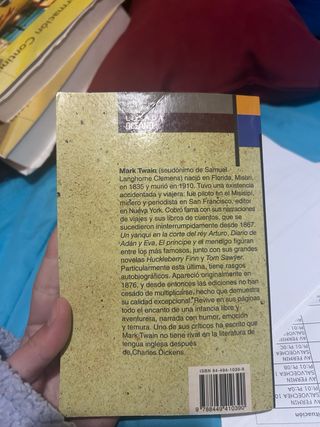 OCEANO
Mark Twain (seudónimo de Samuel
Langhorne Clemens) nació en Florida, Misuri,
en 1835 y murió en 1910. Tuvo una existencia
accidentada y viajera: fue piloto en el Misisipí,
minero y periodista en San Francisco, editor
en Nueva York. Cobró fama con sus narraciones
de viajes y sus libros de cuentos, que se
sucedieron ininterrumpidamente desde 1867.
Un yanqui en la corte del rey Arturo, Diario de
Adán y Eva, El príncipe y el mendigo figuran
entre los más famosos, junto con sus grandes
novelas Huckleberry Finn y Tom Sawyer.
Particularmente esta última, tiene rasgos
autobiográficos. Apareció originariamente en
1876, y desde entonces las ediciones no han
cesado de multiplicarse, hecho que demuestra
su calidad excepcional. Revive en sus páginas
todo el encanto de una infancia libre y
aventurera, narrada con humor, emoción
y ternura. Uno de sus críticos ha escrito que
Mark Twain no tiene rival en la literatura de
lengua inglesa después
de Charles Dickens.
ISBN 84-494-1039-8
9788449410390